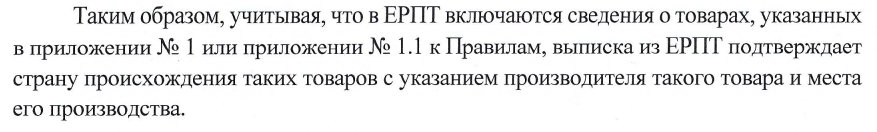 Таким образом, учитывая, что в ЕРПТ включаются сведения о товарах, указанных
в приложении № 1 или приложении № 1.1 к Правилам, выписка из ЕРПТ подтверждает
страну происхождения таких товаров с указанием производителя такого товара и места
его производства.